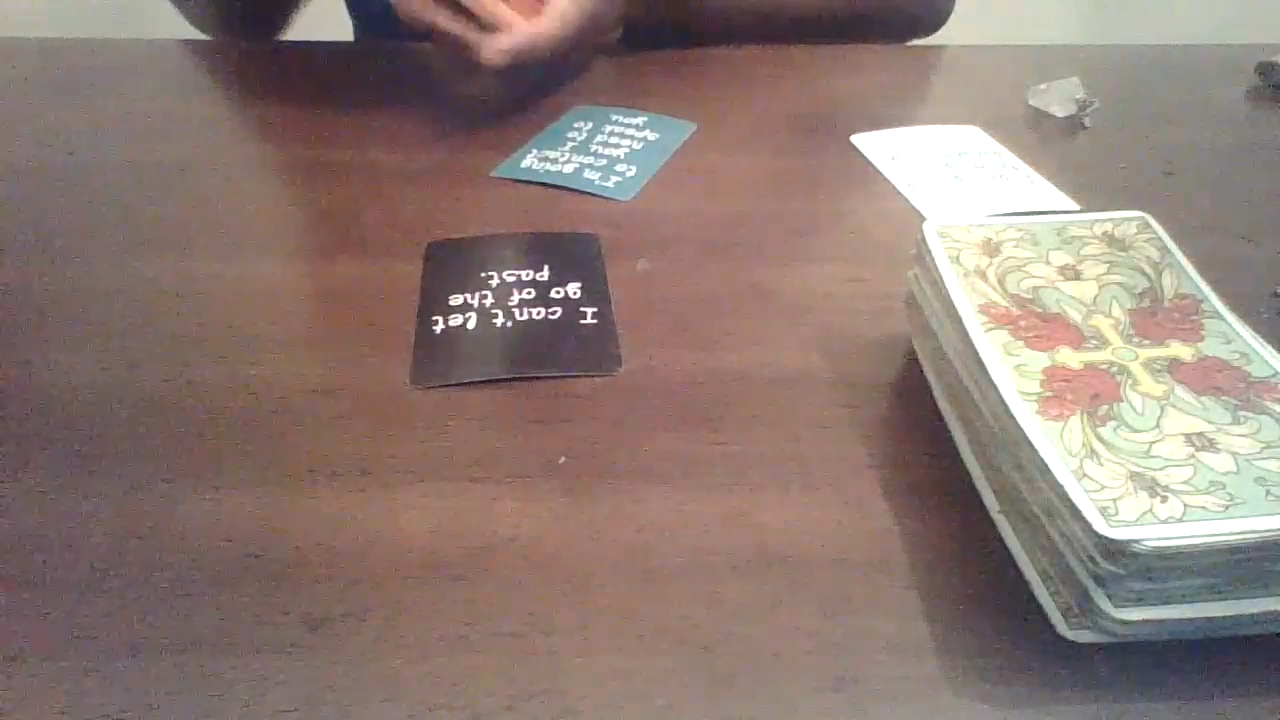 I'm going
to contact
you I
need to
speak to
you
I can't let
go of the
past.